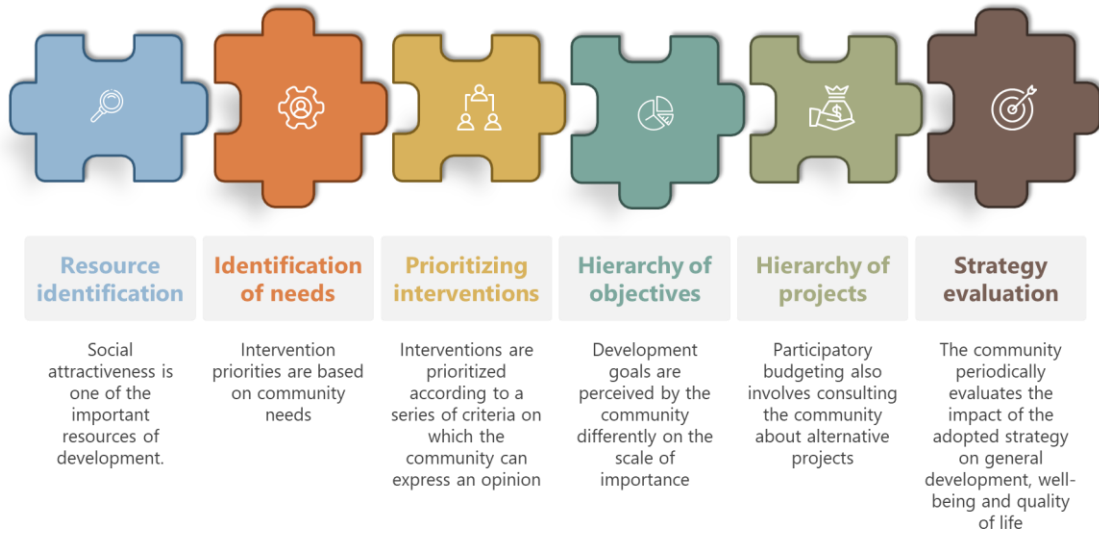 Resource
identification
Social
attractiveness is
one of the
important
resources of
development.
Identification
of needs
Intervention
priorities are based
on community
needs
Prioritizing
interventions
Interventions are
prioritized
according to a
series of criteria on
which the
community can
express an opinion
Hierarchy of
objectives
Development
goals are
perceived by the
community
differently on the
scale of
importance
Hierarchy of
projects
Participatory
budgeting also
involves consulting
the community
about alternative
projects
Strategy
evaluation
The community
periodically
evaluates the
impact of the
adopted strategy
on general
development, well-
being and quality
of life